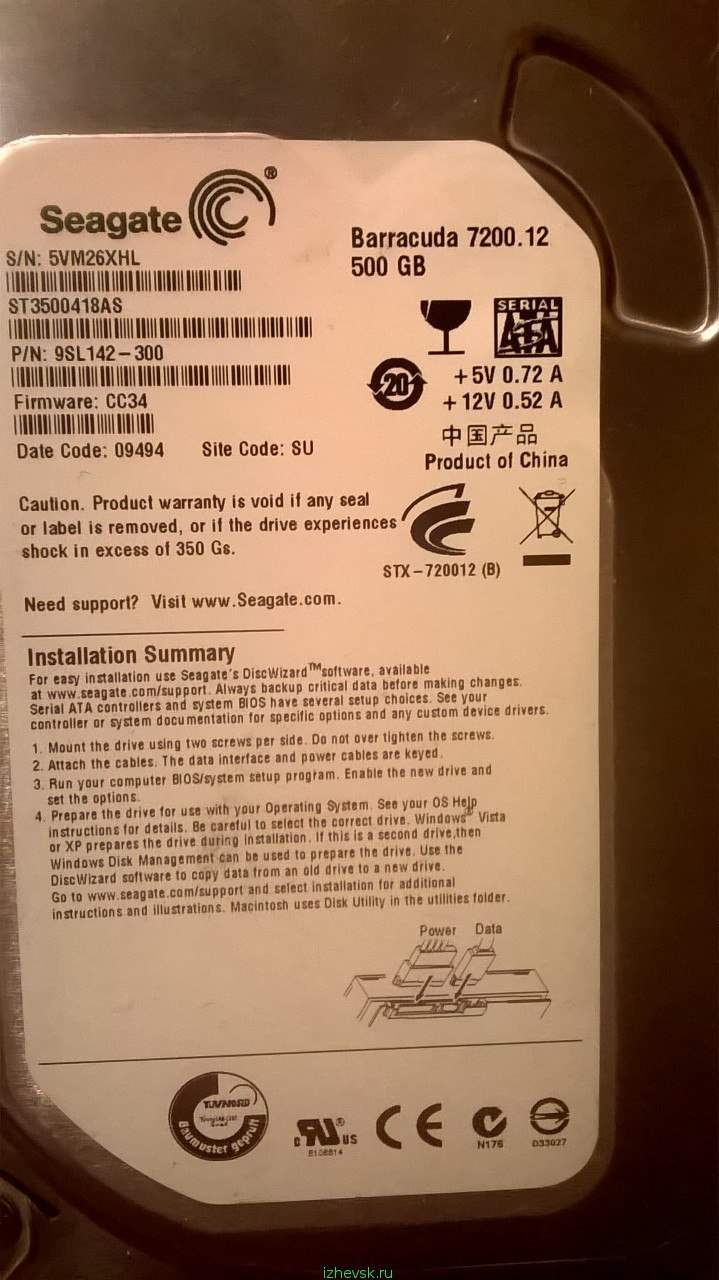 Seagate ®
S/N: 5VM26XHL
ST3500418AS
P/N: 9SL142-300
Firmware: CC34
Date Code: 09494 Site Code: SU
Barracuda 7200.12
500 GB
SERIAL
ATA
20
+5V 0.72 A
+12V 0.52 A
中国产品
Product of China
Caution. Product warranty is void if any seal
or label is removed, or if the drive experiences
shock in excess of 350 Gs.
STX-720012 (B)
Need support? Visit www.Seagate.com.
Installation Summary
For easy installation use Seagate's DiscWizard™software, available
at www.seagate.com/support. Always backup critical data before making changes.
Serial ATA controllers and system BIOS have several setup choices. See your
controller or system documentation for specific options and any custom device drivers.
1. Mount the drive using two screws per side. Do not over tighten the screws.
2. Attach the cables. The data interface and power cables are keyed.
3. Run your computer BIOS/system setup program. Enable the new drive and
set the options.
4. Prepare the drive for use with your Operating System. See your OS Help
instructions for details. Be careful to select the correct drive. Windows® Vista
or XP prepares the drive during installation. If this is a second drive,then
Windows Disk Management can be used to prepare the drive. Use the
DiscWizard software to copy data from an old drive to a new drive.
Go to www.seagate.com/support and select installation for additional
instructions and illustrations. Macintosh uses Disk Utility in the utilities folder.
Power Data
TUV NORD
Baumuster geprüft
c RU ® US
E108814
CE
N176
D33027
izhevsk.ru